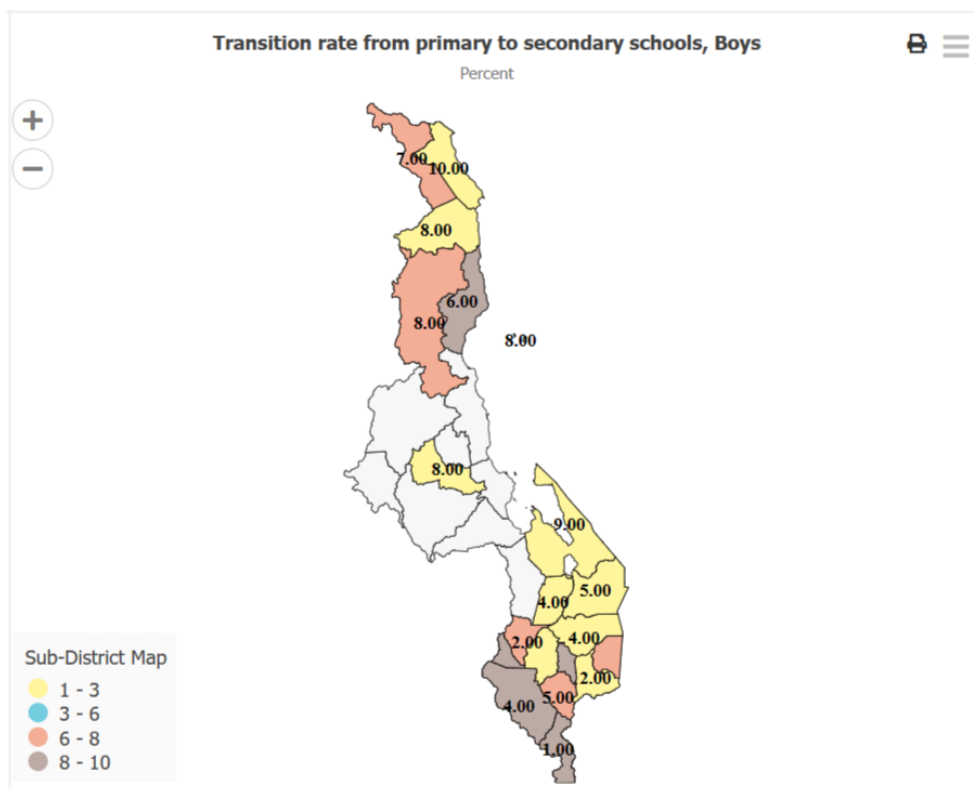 Transition rate from primary to secondary schools, Boys
Percent
+
−
7.00
10.00
8.00
6.00
8.00
8.00
8.00
9.00
5.00
4.00
4.00
2.00
2.00
5.00
4.00
1.00
Sub-District Map
1 - 3
3 - 6
6 - 8
8 - 10